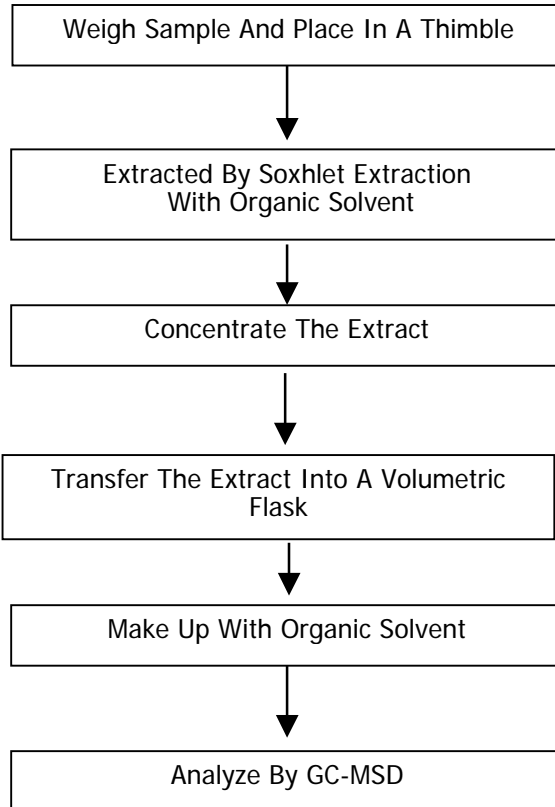 Weigh Sample And Place In A Thimble
Extracted By Soxhlet Extraction
With Organic Solvent
Concentrate The Extract
Transfer The Extract Into A Volumetric
Flask
Make Up With Organic Solvent
Analyze By GC-MSD